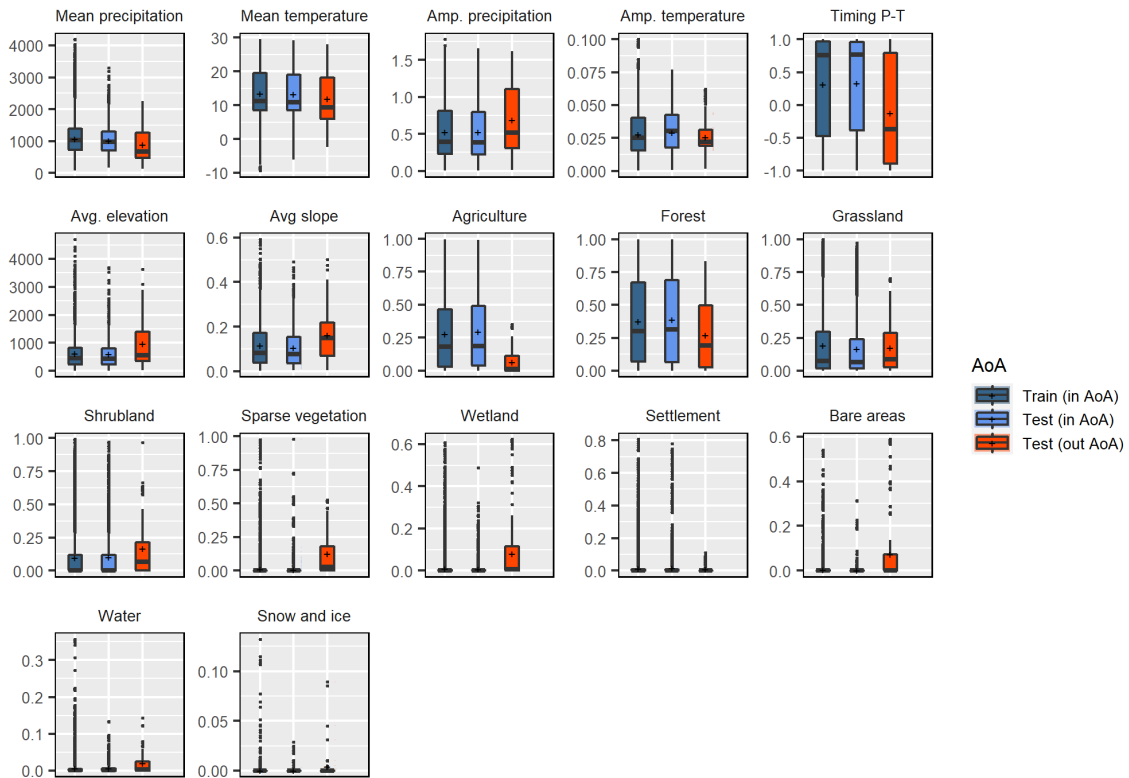 Mean precipitation Mean temperature Amp. precipitation Amp. temperature Timing P-T
4000 30 1.5 0.100 1.0
3000 20 0.075 0.5
2000 10 1.0 0.050 0.0
1000 0 0.5 0.025 -0.5
0 -10 0.0 0.000 -1.0
Avg. elevation Avg slope Agriculture Forest Grassland
4000 0.6 1.00 1.00 1.00
3000 0.4 0.75 0.75 0.75
2000 0.50 0.50 0.50
1000 0.2 0.25 0.25 0.25
0 0.0 0.00 0.00 0.00
AoA
Train (in AoA)
Test (in AoA)
Test (out AoA)
Shrubland Sparse vegetation Wetland Settlement Bare areas
1.00 1.00 0.6 0.8 0.6
0.75 0.75 0.4 0.6 0.4
0.50 0.50 0.4
0.25 0.25 0.2 0.2 0.2
0.00 0.00 0.0 0.0 0.0
Water Snow and ice
0.3 0.10
0.2
0.1 0.05
0.0 0.00